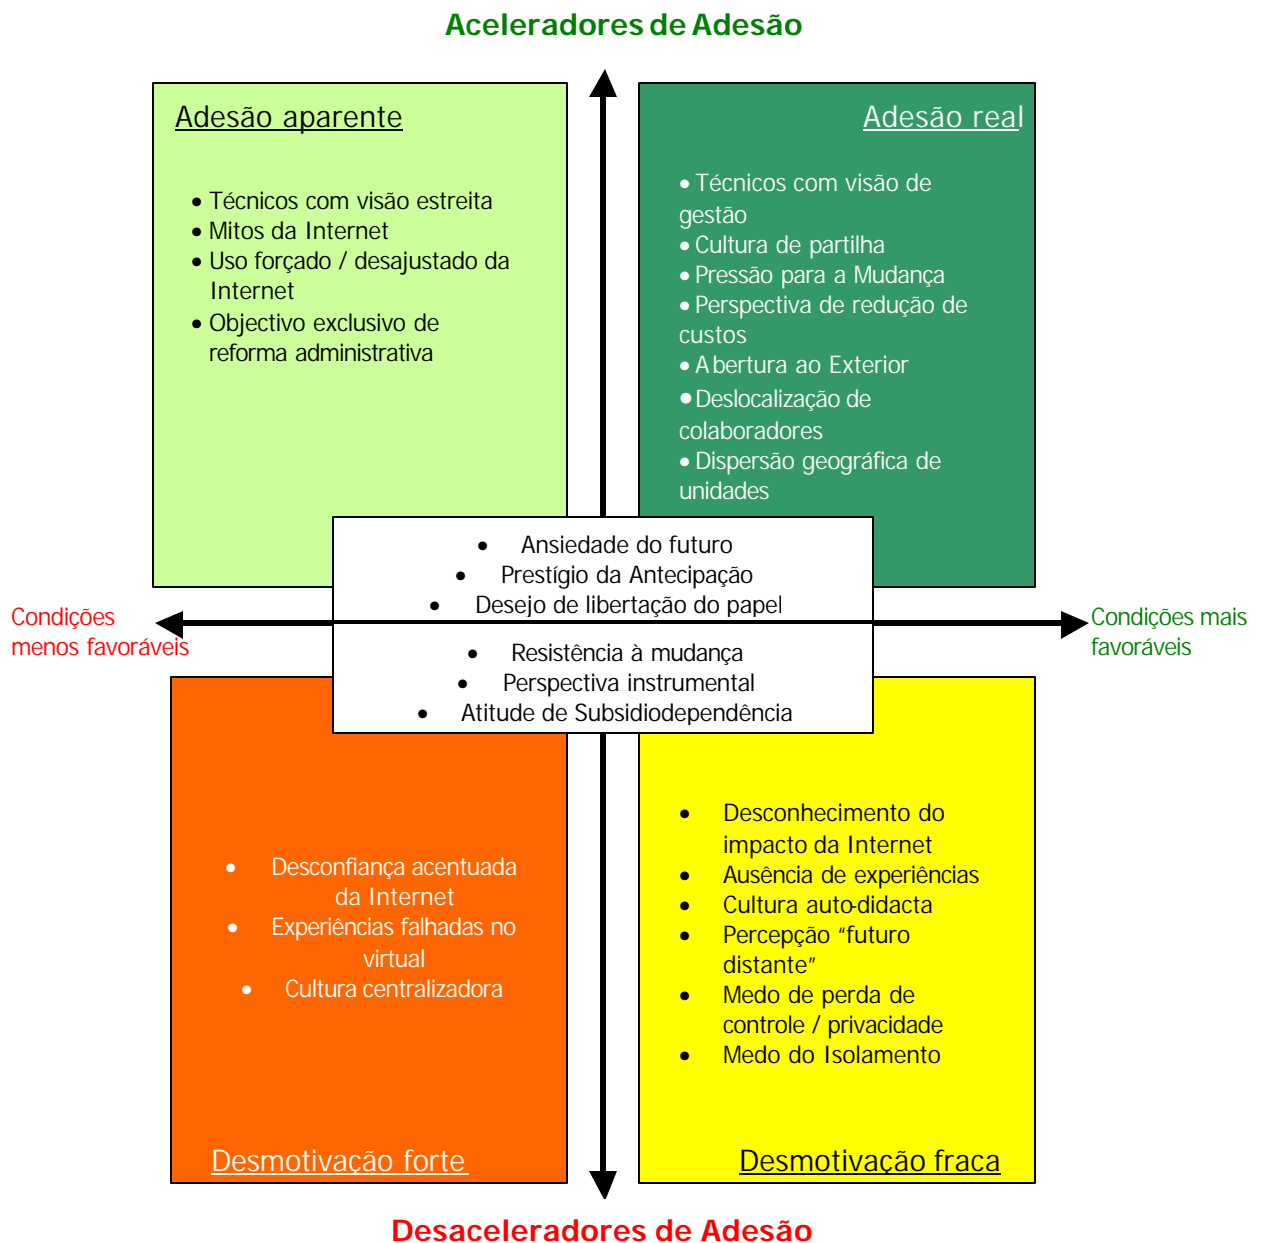 Aceleradores de Adesão
Adesão aparente
• Técnicos com visão estreita
• Mitos da Internet
• Uso forçado / desajustado da
Internet
• Objectivo exclusivo de
reforma administrativa
Adesão real
• Técnicos com visão de
gestão
• Cultura de partilha
• Pressão para a Mudança
• Perspectiva de redução de
custos
• Abertura ao Exterior
• Deslocalização de
colaboradores
• Dispersão geográfica de
unidades
• Ansiedade do futuro
• Prestígio da Antecipação
• Desejo de libertação do papel
Condições
menos favoráveis
Condições mais
favoráveis
• Resistência à mudança
• Perspectiva instrumental
• Atitude de Subsidiodependência
• Desconfiança acentuada
da Internet
• Experiências falhadas no
virtual
• Cultura centralizadora
Desmotivação forte
• Desconhecimento do
impacto da Internet
• Ausência de experiências
• Cultura auto-didacta
• Percepção “futuro
distante”
• Medo de perda de
controle / privacidade
• Medo do Isolamento
Desmotivação fraca
Desaceleradores de Adesão